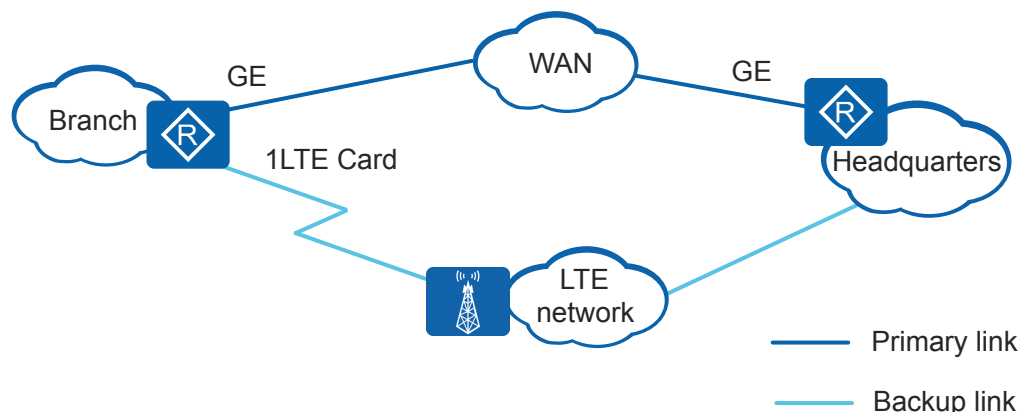 WAN
GE
GE
Branch
R
R
1LTE Card
Headquarters
LTE
network
Primary link
Backup link